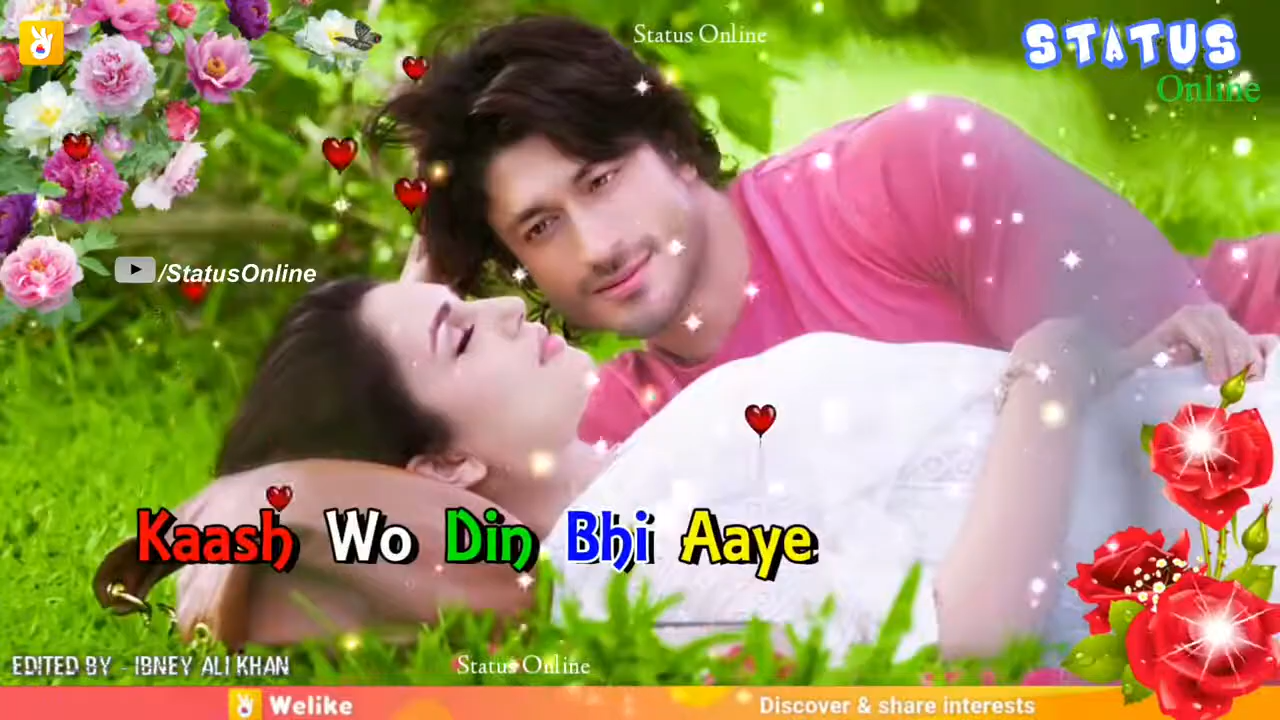 Status Online
STATUS
Online
/StatusOnline
Kaash Wo Din Bhi Aaye
EDITED BY - IBNEY ALI KHAN
Status Online
Welike
Discover & share interests